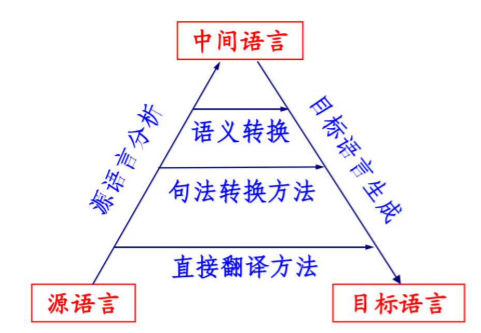 中间语言
源语言分析
目标语言生成
语义转换
句法转换方法
直接翻译方法
源语言
目标语言